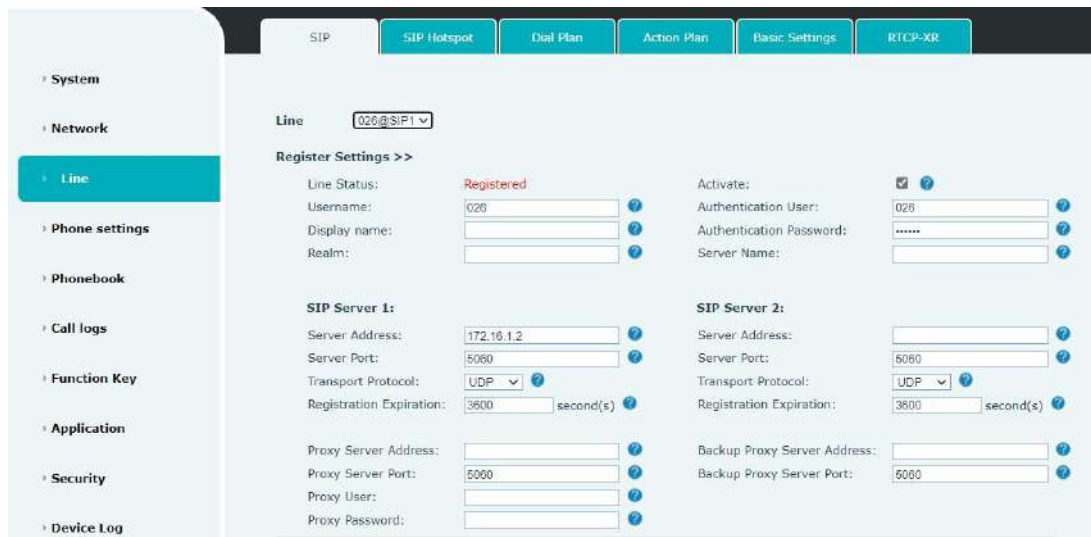 SIP SIP Hotspot Dial Plan Action Plan Basic Settings RTCP-XR
System
Network
Line
Phone settings
Phonebook
Call logs
Function Key
Application
Security
Device Log
Line 026@SIP1
Register Settings >>
Line Status: Registered Activate:
Username: 026 Authentication User: 026
Display name: Authentication Password: ••••••
Realm: Server Name:
SIP Server 1: SIP Server 2:
Server Address: 172.16.1.2 Server Address:
Server Port: 5060 Server Port: 5060
Transport Protocol: UDP Transport Protocol: UDP
Registration Expiration: 3600 second(s) Registration Expiration: 3600 second(s)
Proxy Server Address: Backup Proxy Server Address:
Proxy Server Port: 5060 Backup Proxy Server Port: 5060
Proxy User:
Proxy Password: